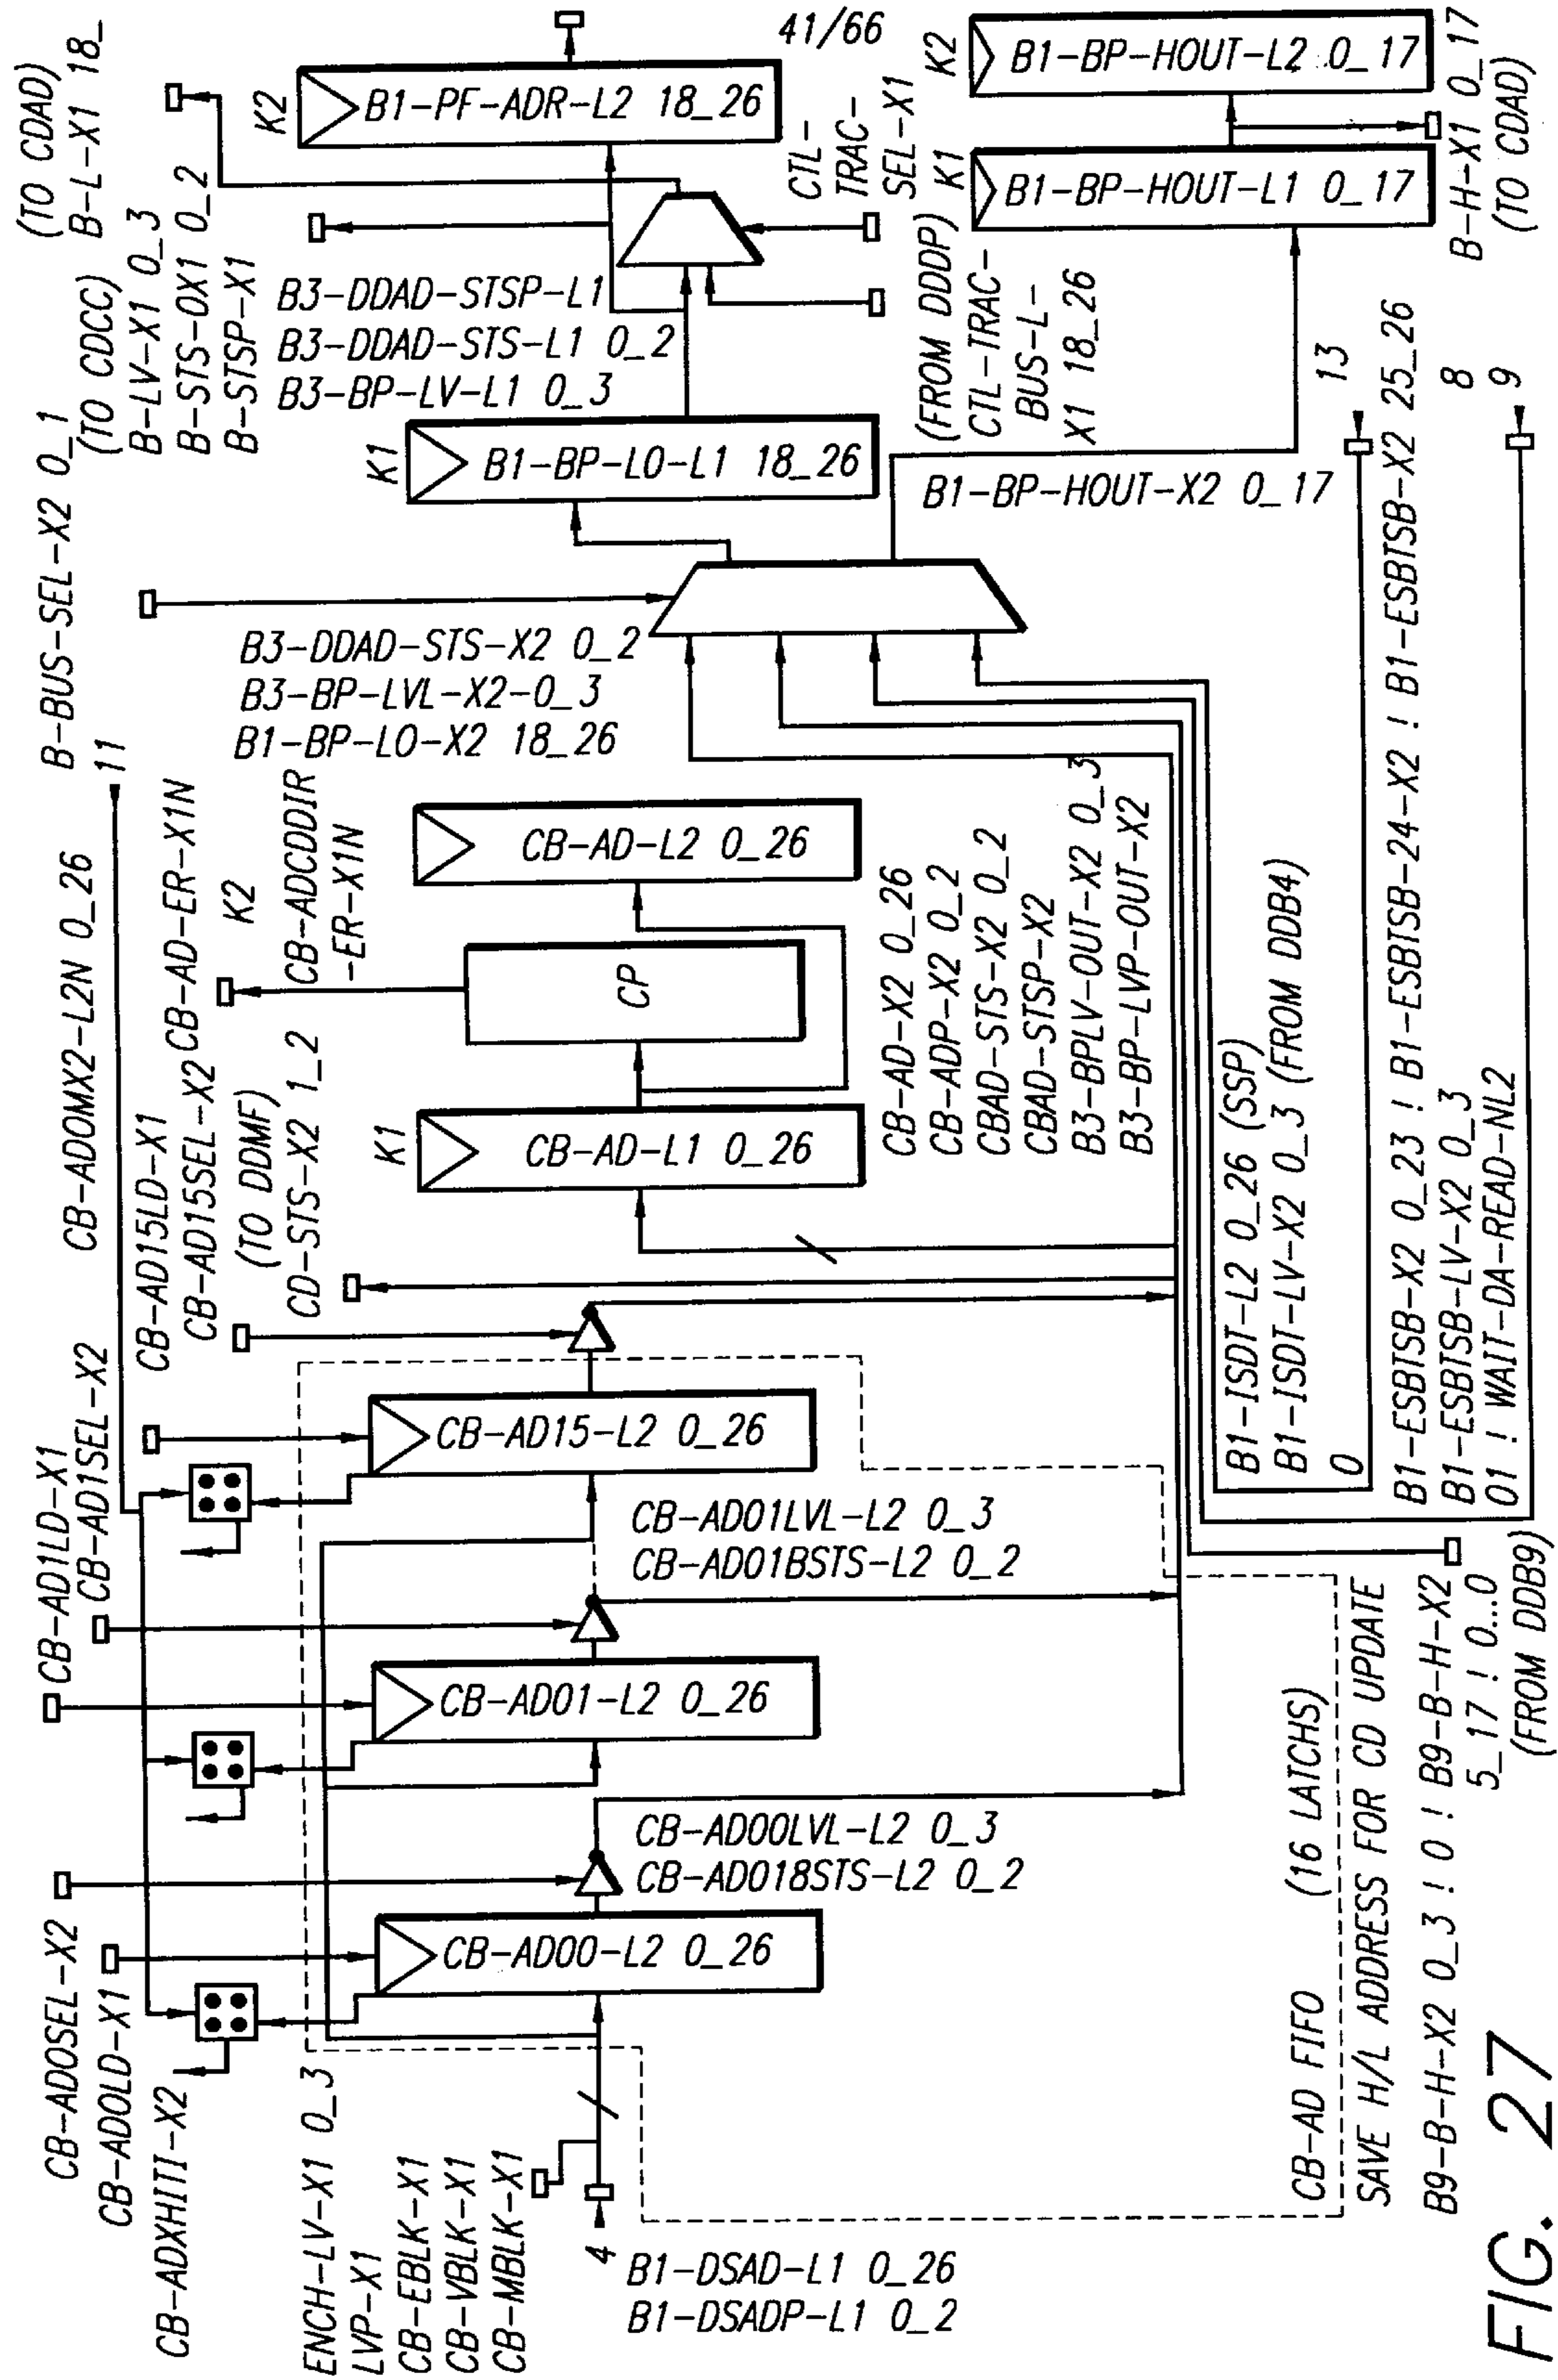 CB-AD0SEL-X2
CB-AD0LD-X1
CB-ADXHITI-X2
CB-AD1LD-X1
CB-AD1SEL-X2
CB-AD0MX2-L2N 0_26
11
CB-AD15LD-X1
CB-AD15SEL-X2
CB-AD-ER-X1N
(TO DDMF)
CD-STS-X2 1_2
K2
CB-ADCDDIR
-ER-X1N
B-BUS-SEL-X2 0_1
(TO CDCC)
B-LV-X1 0_3
B-STS-0X1 0_2
B-STSP-X1
(TO CDAD)
B-L-X1 18_
ENCH-LV-X1 0_3
LVP-X1
CB-EBLK-X1
CB-VBLK-X1
CB-MBLK-X1
4
B1-DSAD-L1 0_26
B1-DSADP-L1 0_2
CB-AD00-L2 0_26
CB-AD00LVL-L2 0_3
CB-AD018STS-L2 0_2
CB-AD01-L2 0_26
CB-AD01LVL-L2 0_3
CB-AD01BSTS-L2 0_2
CB-AD15-L2 0_26
K1
CB-AD-L1 0_26
CP
CB-AD-L2 0_26
CB-AD-X2 0_26
CB-ADP-X2 0_2
CBAD-STS-X2 0_2
CBAD-STSP-X2
B3-BPLV-OUT-X2 0_3
B3-BP-LVP-OUT-X2
B3-DDAD-STS-X2 0_2
B3-BP-LVL-X2-0_3
B1-BP-LO-X2 18_26
K1
B1-BP-LO-L1 18_26
B3-DDAD-STSP-L1
B3-DDAD-STS-L1 0_2
B3-BP-LV-L1 0_3
K2
B1-PF-ADR-L2 18_26
41/66
CTL-
TRAC-
SEL-X1
(FROM DDDP)
CTL-TRAC-
BUS-L-
X1 18_26
B1-BP-HOUT-X2 0_17
K1
B1-BP-HOUT-L1 0_17
K2
B1-BP-HOUT-L2 0_17
B-H-X1 0_17
(TO CDAD)
B1-ISDT-L2 0_26 (SSP)
B1-ISDT-LV-X2 0_3 (FROM DDB4)
0
13
B1-ESBTSB-X2 0_23 ! B1-ESBTSB-24-X2 ! B1-ESBTSB-X2 25_26
B1-ESBTSB-LV-X2 0_3
8
01 ! WAIT-DA-READ-NL2
9
CB-AD FIFO (16 LATCHS)
SAVE H/L ADDRESS FOR CD UPDATE
B9-B-H-X2 0_3 ! 0 ! B9-B-H-X2
5_17 ! 0...0
(FROM DDB9)
FIG. 27